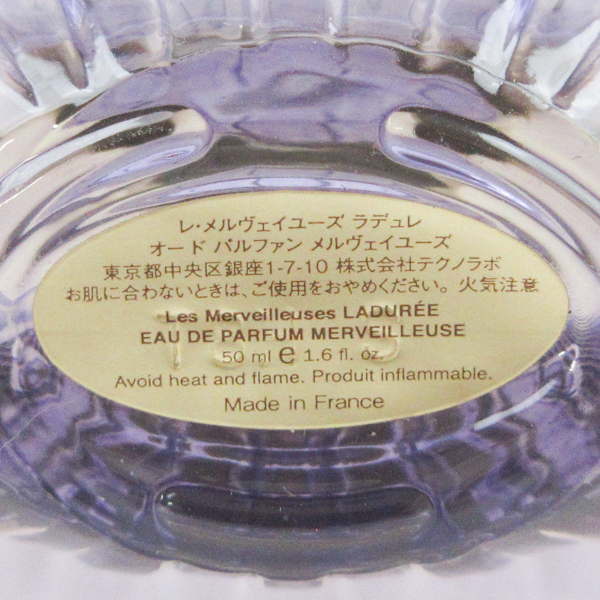 レ・メルヴェイユーズ ラデュレ
オード パルファン メルヴェイユーズ
東京都中央区銀座1-7-10 株式会社テクノラボ
お肌に合わないときは、ご使用をおやめください。火気注意
Les Merveilleuses LADURÉE
EAU DE PARFUM MERVEILLEUSE
50 ml e 1.6 fl. oz.
Avoid heat and flame. Produit inflammable.
Made in France